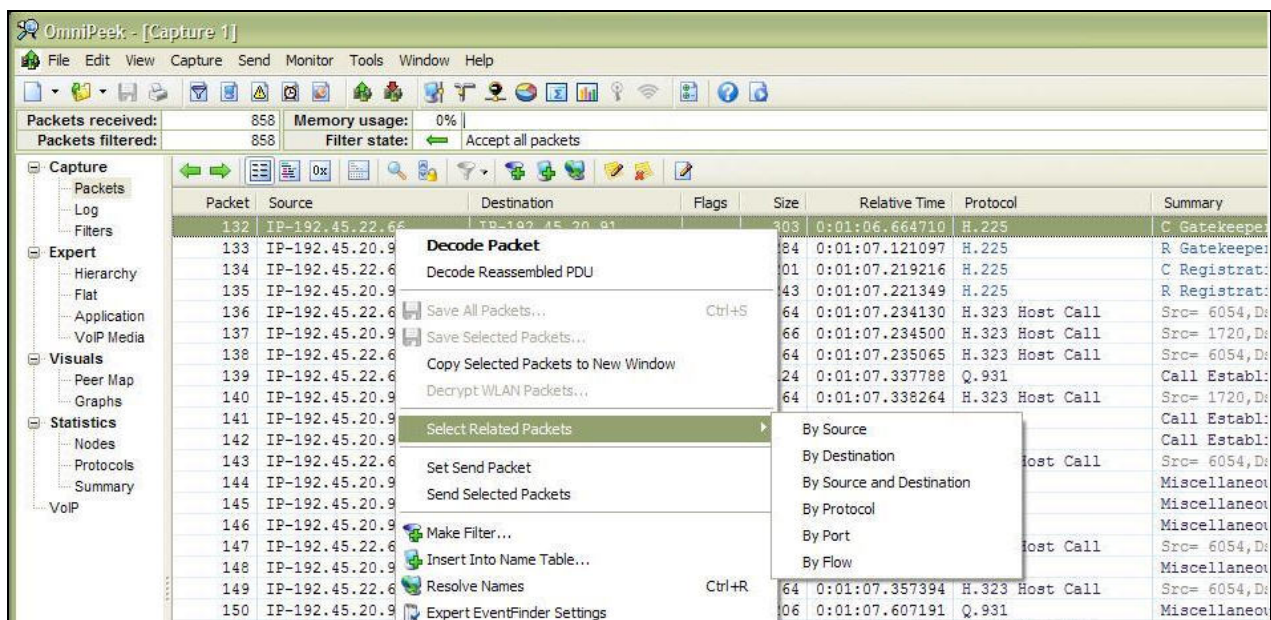 OmniPeek - [Capture 1]
File Edit View Capture Send Monitor Tools Window Help
Packets received: 858 Memory usage: 0%
Packets filtered: 858 Filter state: Accept all packets
Capture
Packets
Log
Filters
Expert
Hierarchy
Flat
Application
VoIP Media
Visuals
Peer Map
Graphs
Statistics
Nodes
Protocols
Summary
VoIP
Packet Source Destination Flags Size Relative Time Protocol Summary
132 IP-192.45.22.66 IP-192.45.20.91 303 0:01:06.664710 H.225 C Gatekeeper
133 IP-192.45.20.9 84 0:01:07.121097 H.225 R Gatekeeper
134 IP-192.45.22.6 01 0:01:07.219216 H.225 C Registrat
135 IP-192.45.20.9 43 0:01:07.221349 H.225 R Registrat
136 IP-192.45.22.6 64 0:01:07.234130 H.323 Host Call Src= 6054,D
137 IP-192.45.20.9 66 0:01:07.234500 H.323 Host Call Src= 1720,D
138 IP-192.45.22.6 64 0:01:07.235065 H.323 Host Call Src= 6054,D
139 IP-192.45.22.6 24 0:01:07.337788 Q.931 Call Establ
140 IP-192.45.20.9 64 0:01:07.338264 H.323 Host Call Src= 1720,D
141 IP-192.45.20.9 Call Establ
142 IP-192.45.20.9 Call Establ
143 IP-192.45.22.6 Host Call Src= 6054,D
144 IP-192.45.20.9 Miscellaneou
145 IP-192.45.20.9 Miscellaneou
146 IP-192.45.20.9 Miscellaneou
147 IP-192.45.22.6 Host Call Src= 6054,D
148 IP-192.45.20.9 Miscellaneou
149 IP-192.45.22.6 64 0:01:07.357394 H.323 Host Call Src= 6054,D
150 IP-192.45.20.9 06 0:01:07.607191 Q.931 Miscellaneou
Decode Packet
Decode Reassembled PDU
Save All Packets... Ctrl+S
Save Selected Packets...
Copy Selected Packets to New Window
Decrypt WLAN Packets...
Select Related Packets
Set Send Packet
Send Selected Packets
Make Filter...
Insert Into Name Table...
Resolve Names Ctrl+R
Expert EventFinder Settings
By Source
By Destination
By Source and Destination
By Protocol
By Port
By Flow